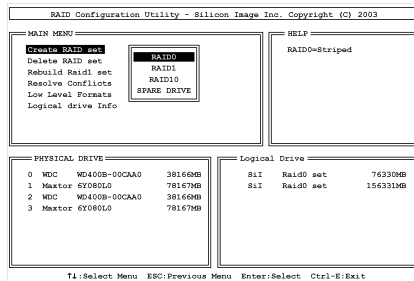 RAID Configuration Utility - Silicon Image Inc. Copyright (C) 2003
MAIN MENU
Create RAID set
Delete RAID set
Rebuild Raid1 set
Resolve Conflicts
Low Level Formats
Logical drive Info
RAID0
RAID1
RAID10
SPARE DRIVE
HELP
RAID0=Striped
PHYSICAL DRIVE
0 WDC WD400B-00CAA0 38166MB
1 Maxtor 6Y080L0 78167MB
2 WDC WD400B-00CAA0 38166MB
3 Maxtor 6Y080L0 78167MB
Logical Drive
SiI Raid0 set 76330MB
SiI Raid0 set 156331MB
↑↓:Select Menu ESC:Previous Menu Enter:Select Ctrl-E:Exit